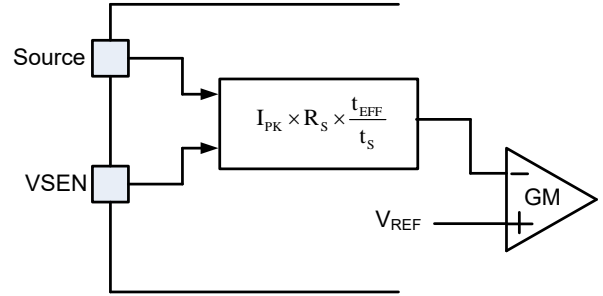 Source
I_PK × R_S × t_EFF / t_S
VSEN
GM
V_REF
− 
+